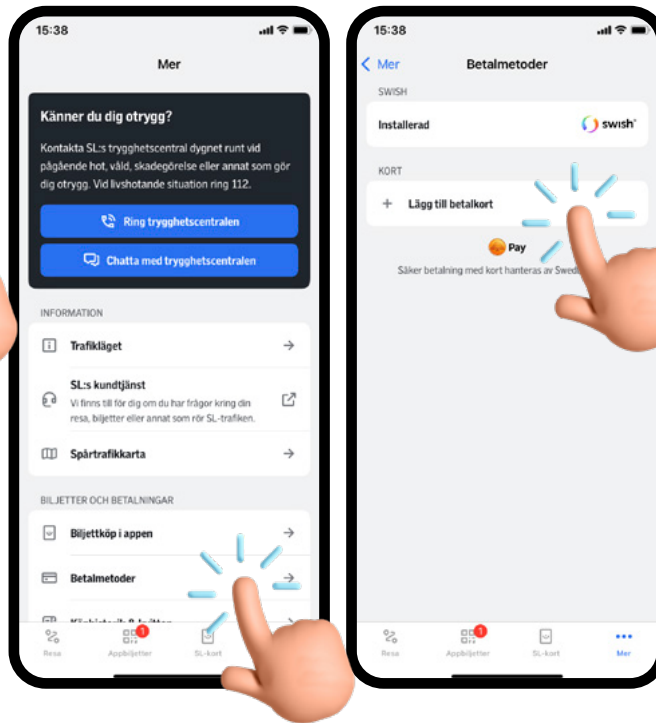 15:38
Mer
Känner du dig otrygg?
Kontakta SL:s trygghetscentral dygnet runt vid
pågående hot, våld, skadegörelse eller annat som gör
dig otrygg. Vid livshotande situation ring 112.
Ring trygghetscentralen
Chatta med trygghetscentralen
INFORMATION
Trafikläget
SL:s kundtjänst
Vi finns till för dig om du har frågor kring din
resa, biljetter eller annat som rör SL-trafiken.
Spårtrafikkarta
BILJETTER OCH BETALNINGAR
Biljettköp i appen
Betalmetoder
1
Resa
Appbiljetter
SL-kort
15:38
Mer
Betalmetoder
SWISH
Installerad
swish
KORT
+ Lägg till betalkort
Pay
Säker betalning med kort hanteras av
1
Resa
Appbiljetter
SL-kort
Mer